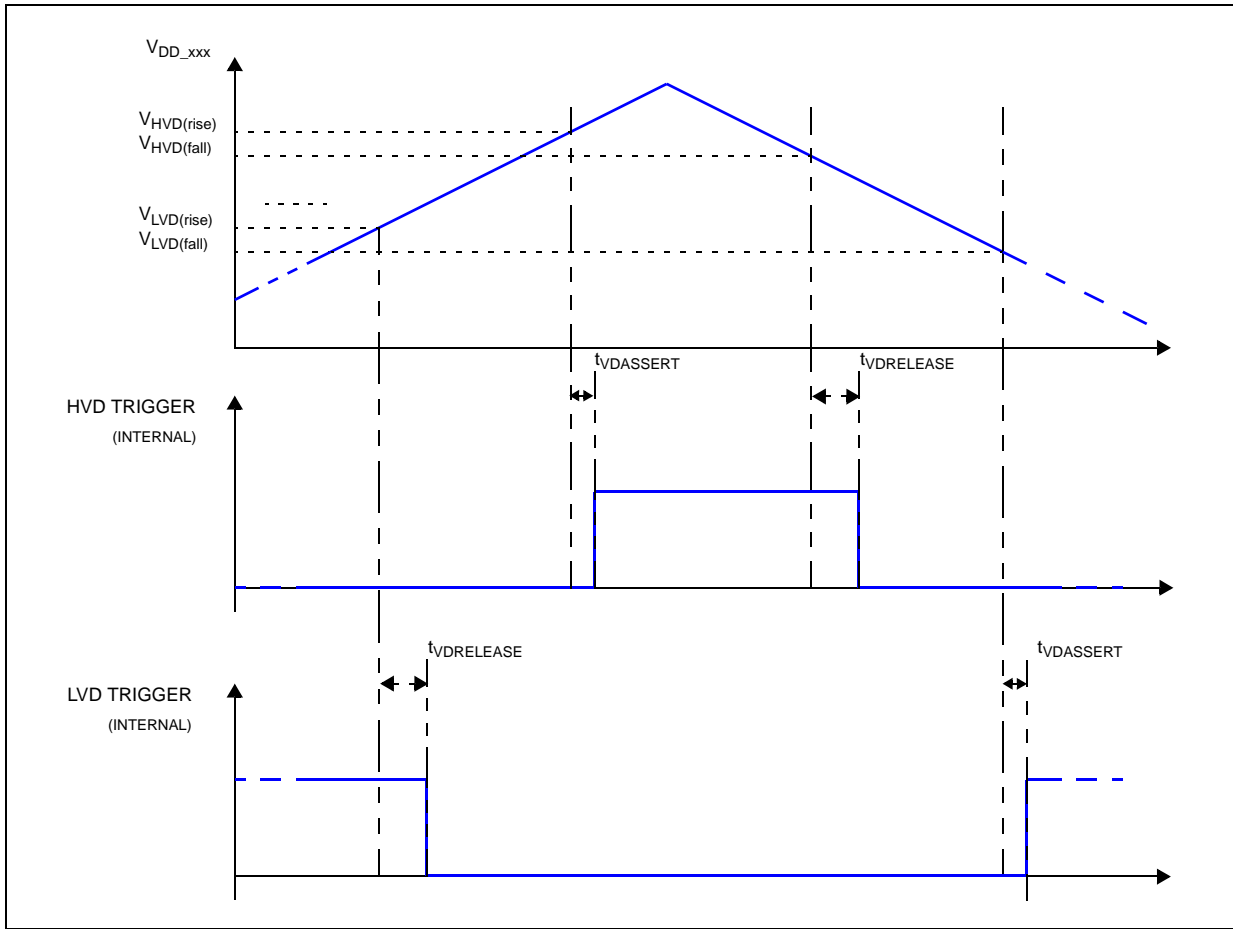 VDD_xxx
VHVD(rise)
VHVD(fall)
VLVD(rise)
VLVD(fall)
tVDASSERT
tVDRELEASE
HVD TRIGGER
(INTERNAL)
tVDRELEASE
tVDASSERT
LVD TRIGGER
(INTERNAL)